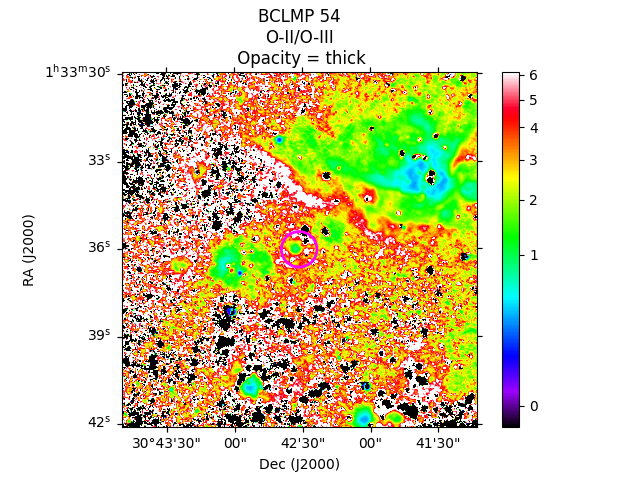 BCLMP 54
O-II/O-III
Opacity = thick
1ʰ33ᵐ30ˢ
33ˢ
36ˢ
39ˢ
42ˢ
RA (J2000)
30°43'30" 00" 42'30" 00" 41'30"
Dec (J2000)
6
5
4
3
2
1
0